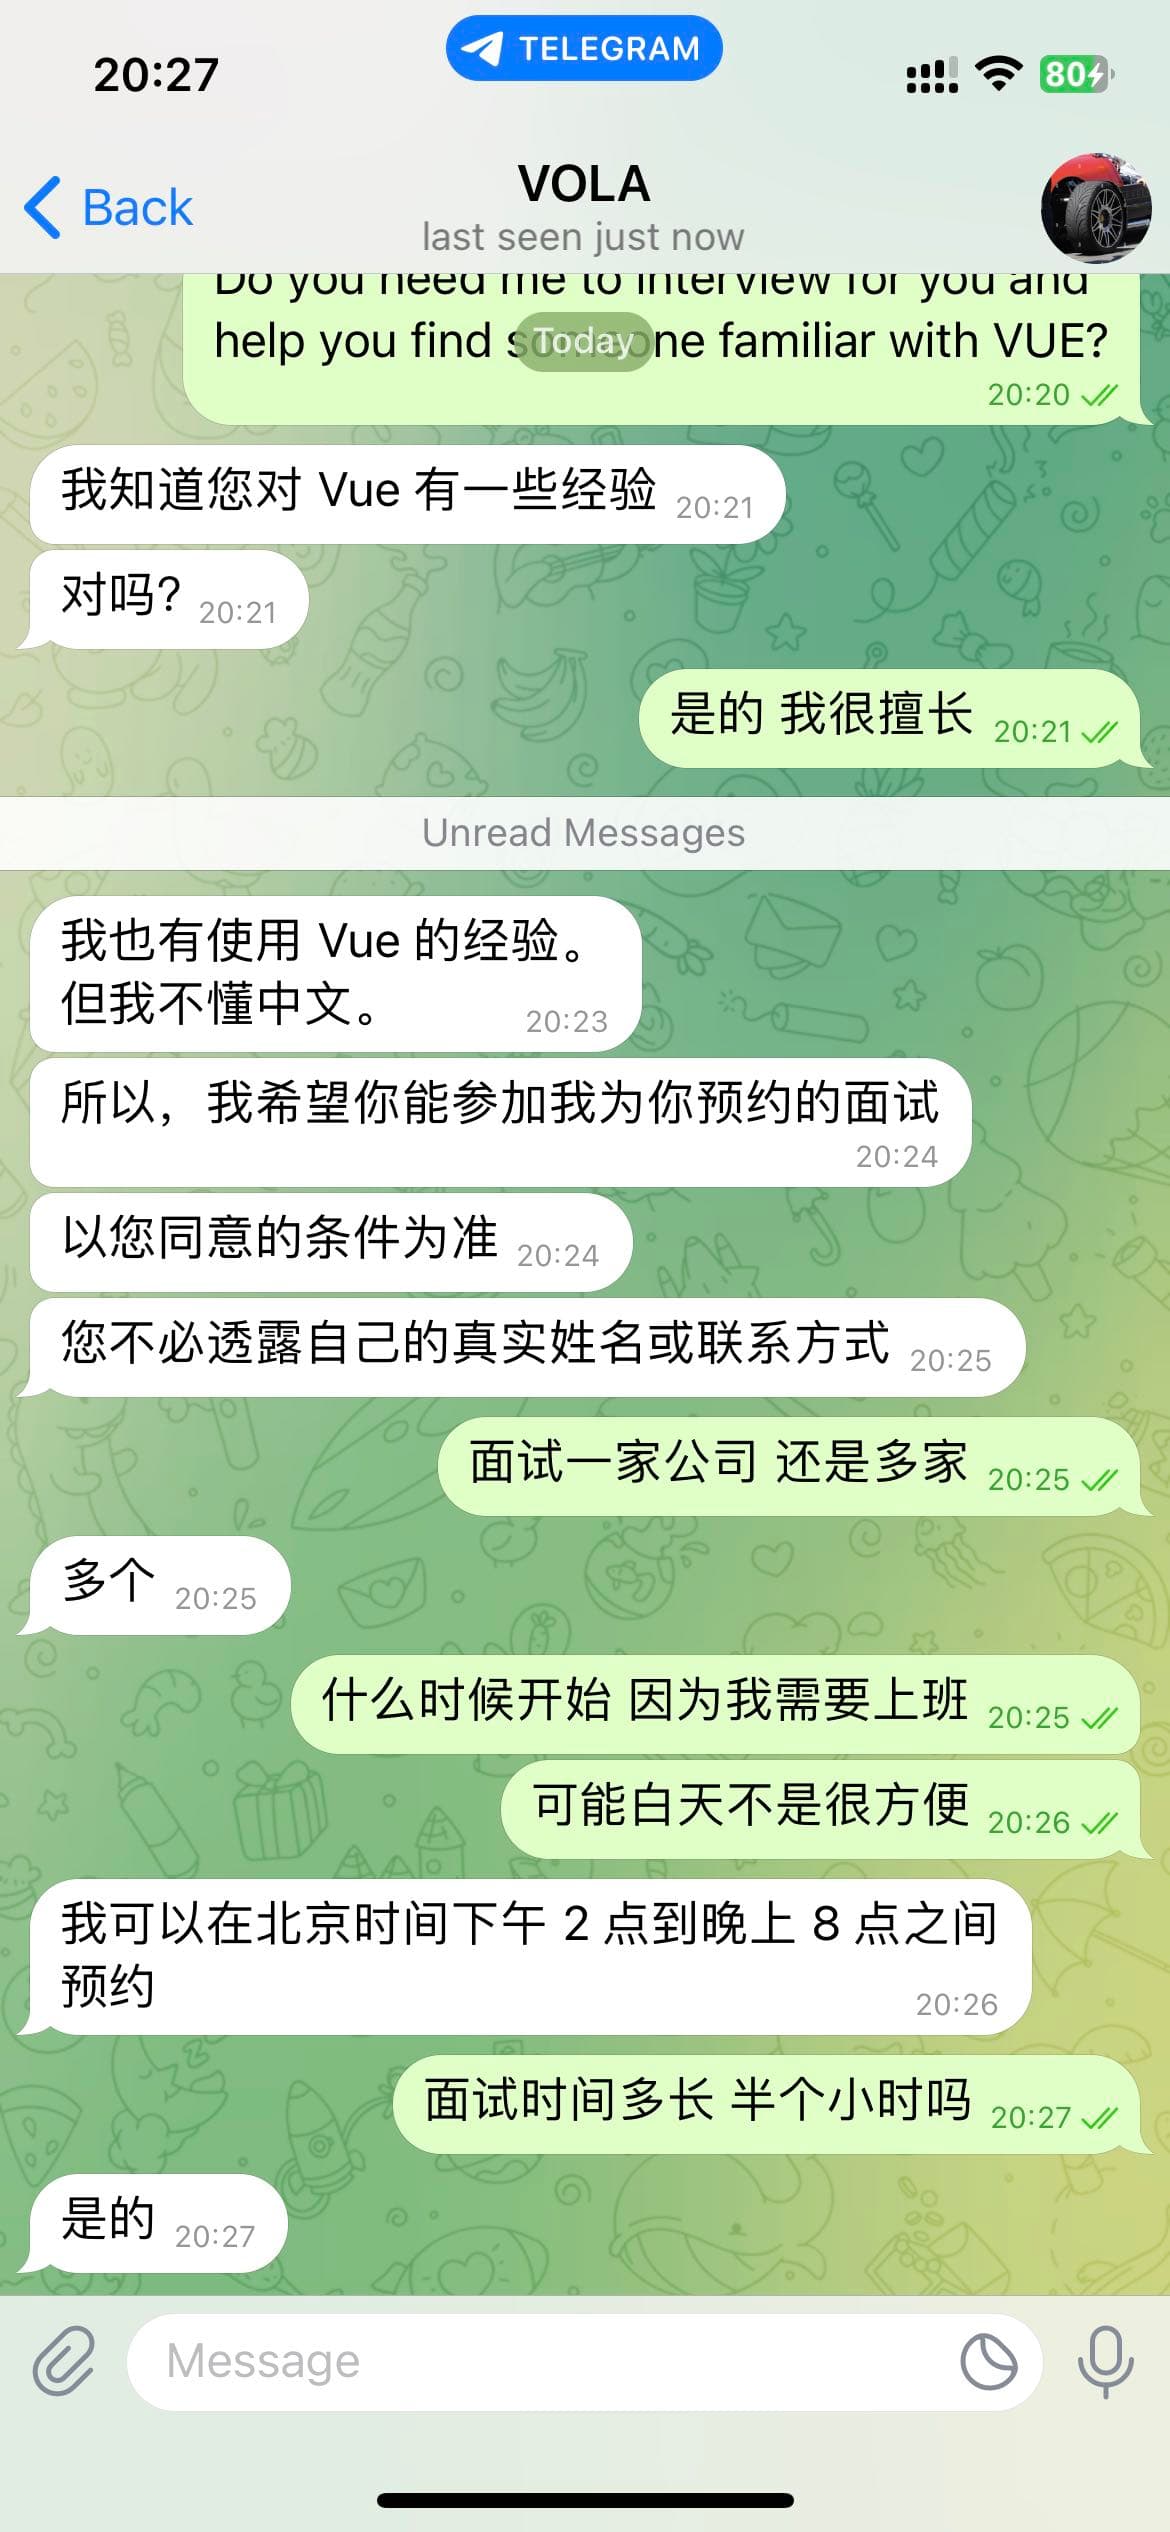 20:27
TELEGRAM
80
Back
VOLA
last seen just now
Do you need me to interview for you and
help you find someone familiar with VUE?
Today
20:20
我知道您对 Vue 有一些经验 20:21
对吗? 20:21
是的 我很擅长 20:21
Unread Messages
我也有使用 Vue 的经验。
但我不懂中文。 20:23
所以，我希望你能参加我为你预约的面试
20:24
以您同意的条件为准 20:24
您不必透露自己的真实姓名或联系方式 20:25
面试一家公司 还是多家 20:25
多个 20:25
什么时候开始 因为我需要上班 20:25
可能白天不是很方便 20:26
我可以在北京时间下午 2 点到晚上 8 点之间
预约 20:26
面试时间多长 半个小时吗 20:27
是的 20:27
Message